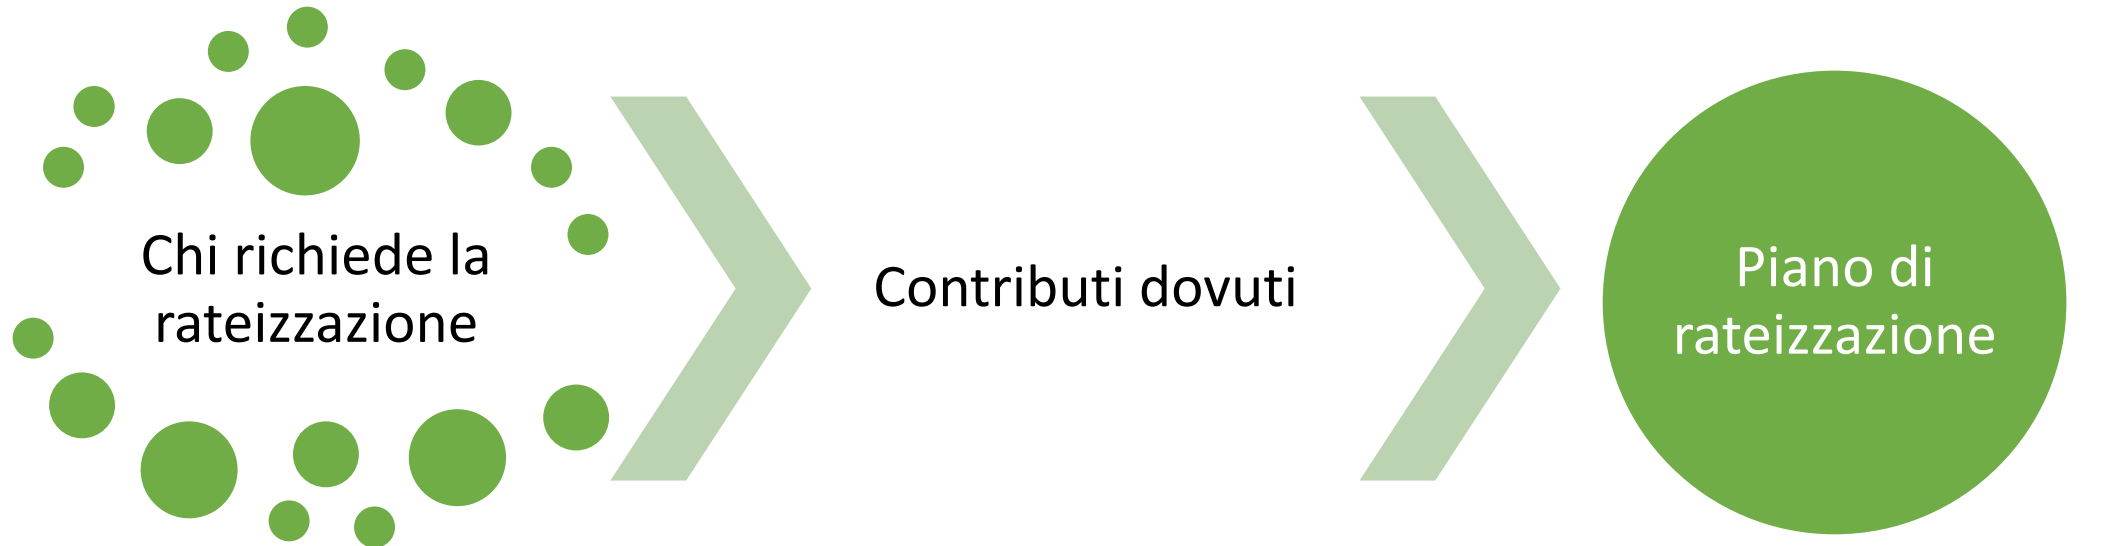 Chi richiede la
rateizzazione
Contributi dovuti
Piano di
rateizzazione